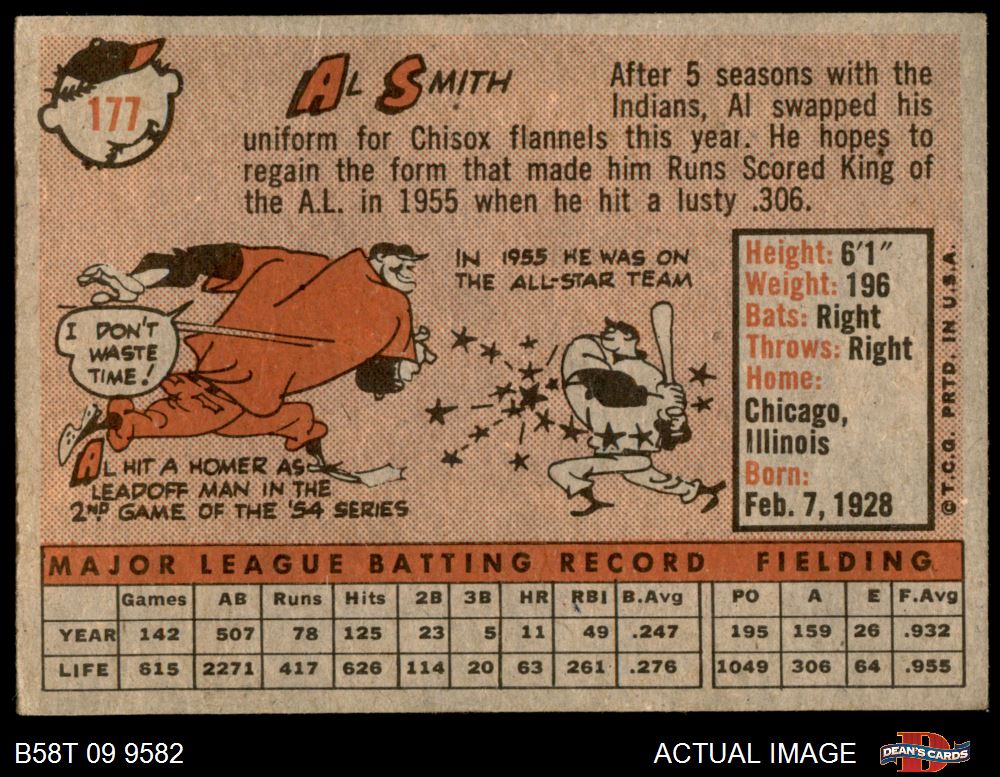 177
AL SMITH
After 5 seasons with the
Indians, Al swapped his
uniform for Chisox flannels this year. He hopes to
regain the form that made him Runs Scored King of
the A.L. in 1955 when he hit a lusty .306.
IN 1955 HE WAS ON
THE ALL-STAR TEAM
I DON'T
WASTE
TIME!
AL HIT A HOMER AS
LEADOFF MAN IN THE
2ND GAME OF THE '54 SERIES
Height: 6'1"
Weight: 196
Bats: Right
Throws: Right
Home:
Chicago,
Illinois
Born:
Feb. 7, 1928
© T.C.G. PRTD. IN U.S.A.
MAJOR LEAGUE BATTING RECORD FIELDING
Games AB Runs Hits 2B 3B HR RBI B.Avg PO A E F.Avg
YEAR 142 507 78 125 23 5 11 49 .247 195 159 26 .932
LIFE 615 2271 417 626 114 20 63 261 .276 1049 306 64 .955
B58T 09 9582
ACTUAL IMAGE
D
DEAN'S CARDS